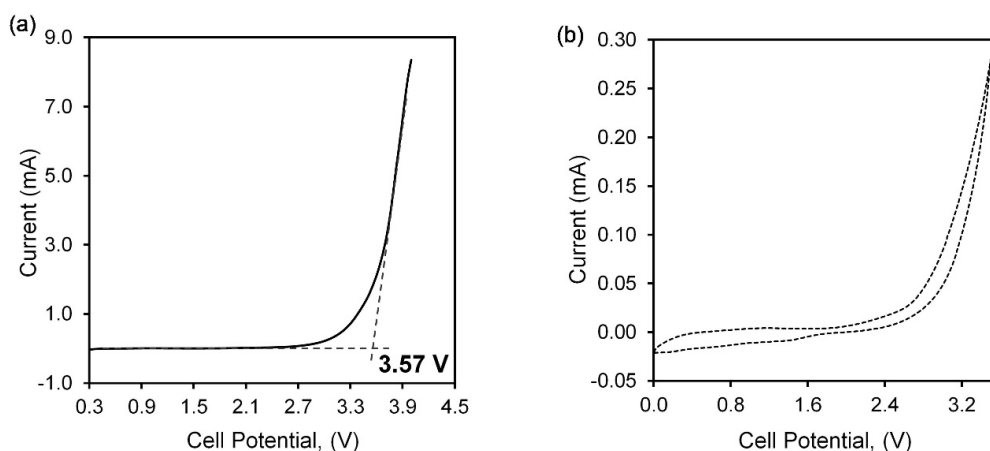 (a)
9.0
7.0
5.0
3.0
1.0
-1.0
Current (mA)
3.57 V
0.3 0.9 1.5 2.1 2.7 3.3 3.9 4.5
Cell Potential, (V)
(b)
0.30
0.25
0.20
0.15
0.10
0.05
0.00
-0.05
Current (mA)
0.0 0.8 1.6 2.4 3.2
Cell Potential, (V)